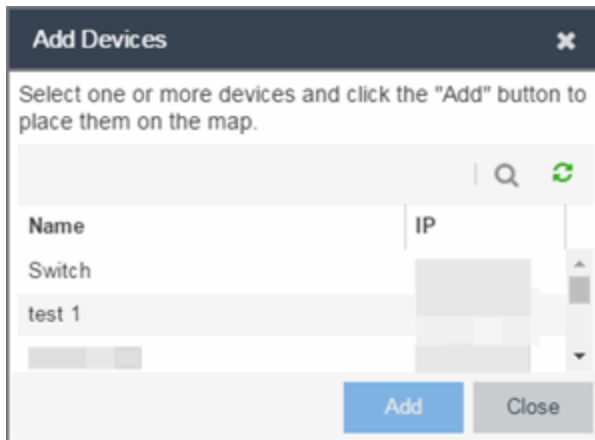 Add Devices
Select one or more devices and click the "Add" button to
place them on the map.
Name IP
Switch
test 1
Add Close